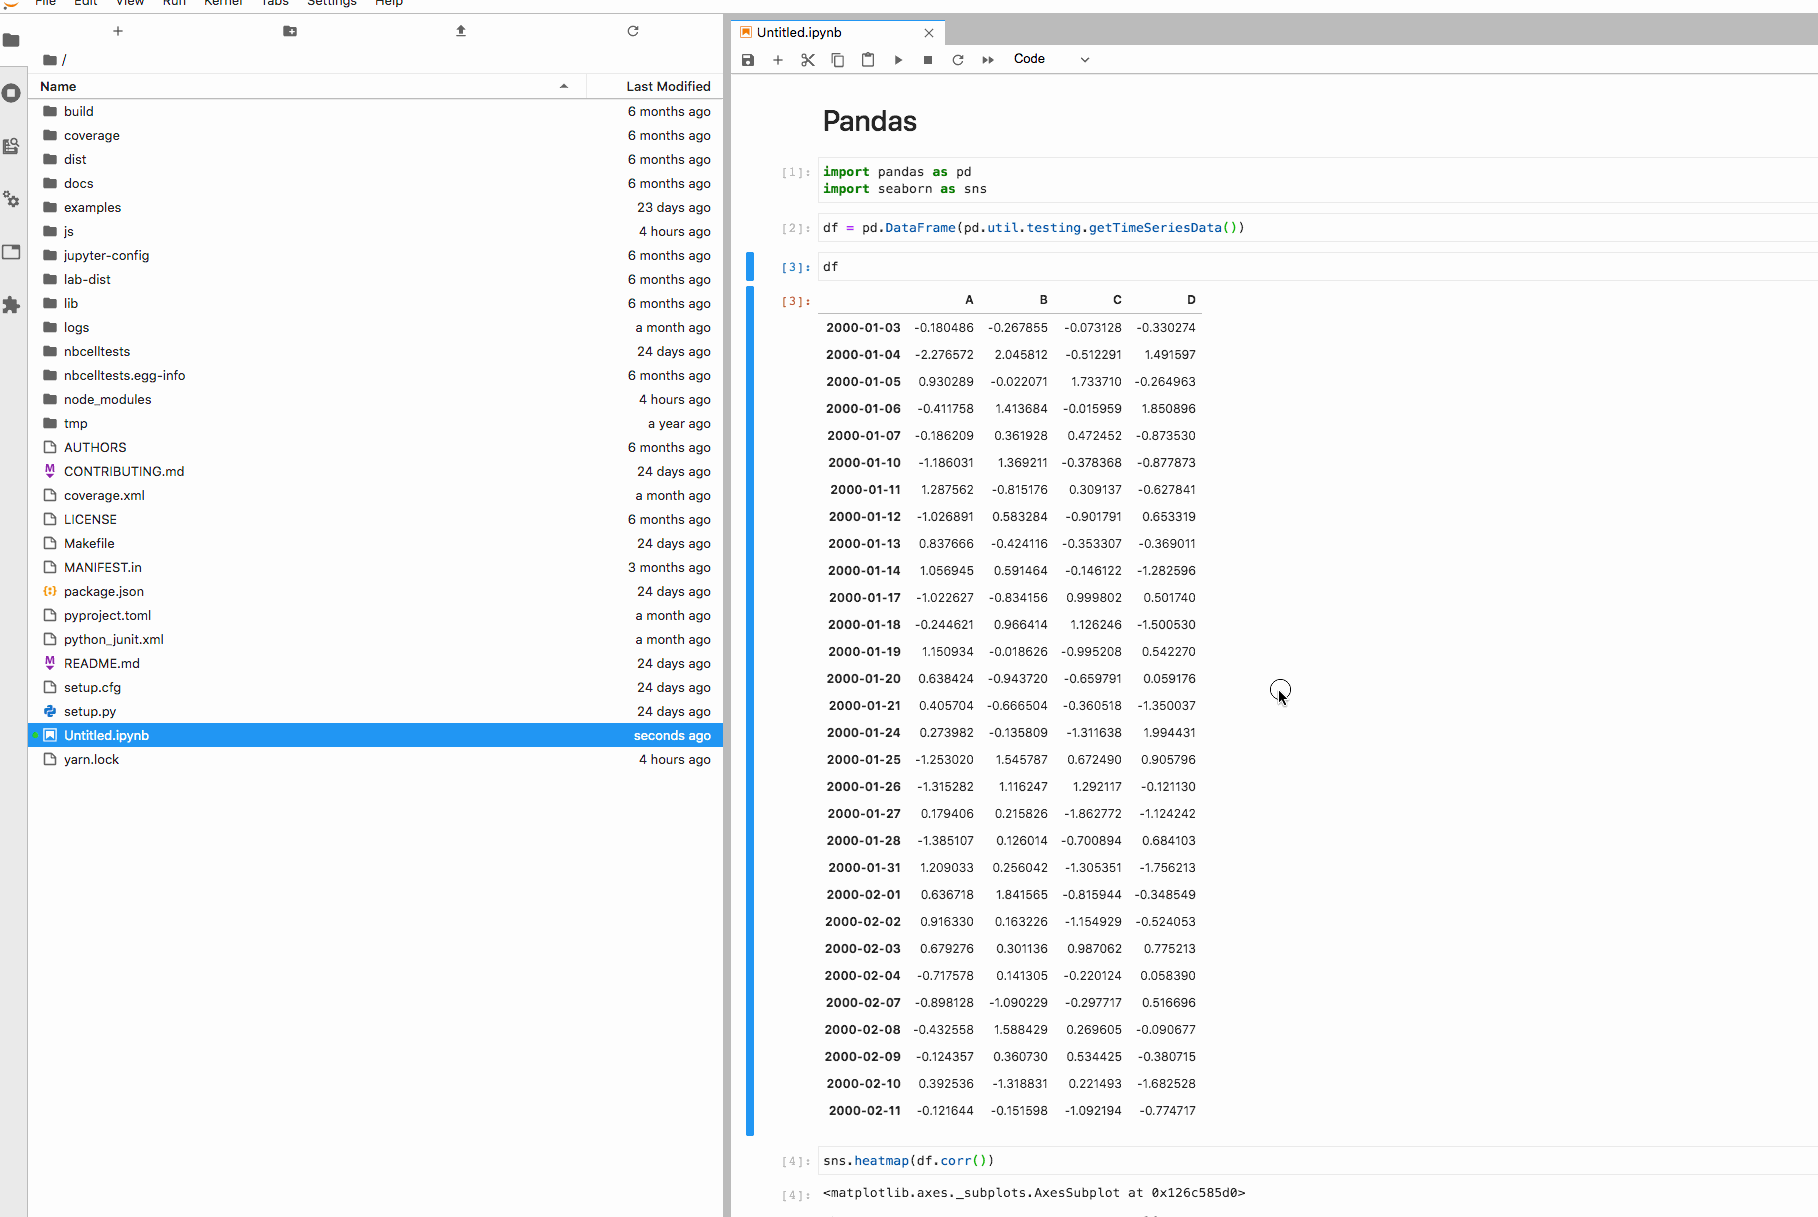 File Edit View Run Kernel Tabs Settings Help
/
Name Last Modified
build 6 months ago
coverage 6 months ago
dist 6 months ago
docs 6 months ago
examples 23 days ago
js 4 hours ago
jupyter-config 6 months ago
lab-dist 6 months ago
lib 6 months ago
logs a month ago
nbcelltests 24 days ago
nbcelltests.egg-info 6 months ago
node_modules 4 hours ago
tmp a year ago
AUTHORS 6 months ago
CONTRIBUTING.md 24 days ago
coverage.xml a month ago
LICENSE 6 months ago
Makefile 24 days ago
MANIFEST.in 3 months ago
package.json 24 days ago
pyproject.toml a month ago
python_junit.xml a month ago
README.md 24 days ago
setup.cfg 24 days ago
setup.py 24 days ago
Untitled.ipynb seconds ago
yarn.lock 4 hours ago
Untitled.ipynb
Code
Pandas
[1]: import pandas as pd
import seaborn as sns
[2]: df = pd.DataFrame(pd.util.testing.getTimeSeriesData())
[3]: df
[3]: A B C D
2000-01-03 -0.180486 -0.267855 -0.073128 -0.330274
2000-01-04 -2.276572 2.045812 -0.512291 1.491597
2000-01-05 0.930289 -0.022071 1.733710 -0.264963
2000-01-06 -0.411758 1.413684 -0.015959 1.850896
2000-01-07 -0.186209 0.361928 0.472452 -0.873530
2000-01-10 -1.186031 1.369211 -0.378368 -0.877873
2000-01-11 1.287562 -0.815176 0.309137 -0.627841
2000-01-12 -1.026891 0.583284 -0.901791 0.653319
2000-01-13 0.837666 -0.424116 -0.353307 -0.369011
2000-01-14 1.056945 0.591464 -0.146122 -1.282596
2000-01-17 -1.022627 -0.834156 0.999802 0.501740
2000-01-18 -0.244621 0.966414 1.126246 -1.500530
2000-01-19 1.150934 -0.018626 -0.995208 0.542270
2000-01-20 0.638424 -0.943720 -0.659791 0.059176
2000-01-21 0.405704 -0.666504 -0.360518 -1.350037
2000-01-24 0.273982 -0.135809 -1.311638 1.994431
2000-01-25 -1.253020 1.545787 0.672490 0.905796
2000-01-26 -1.315282 1.116247 1.292117 -0.121130
2000-01-27 0.179406 0.215826 -1.862772 -1.124242
2000-01-28 -1.385107 0.126014 -0.700894 0.684103
2000-01-31 1.209033 0.256042 -1.305351 -1.756213
2000-02-01 0.636718 1.841565 -0.815944 -0.348549
2000-02-02 0.916330 0.163226 -1.154929 -0.524053
2000-02-03 0.679276 0.301136 0.987062 0.775213
2000-02-04 -0.717578 0.141305 -0.220124 0.058390
2000-02-07 -0.898128 -1.090229 -0.297717 0.516696
2000-02-08 -0.432558 1.588429 0.269605 -0.090677
2000-02-09 -0.124357 0.360730 0.534425 -0.380715
2000-02-10 0.392536 -1.318831 0.221493 -1.682528
2000-02-11 -0.121644 -0.151598 -1.092194 -0.774717
[4]: sns.heatmap(df.corr())
[4]: <matplotlib.axes._subplots.AxesSubplot at 0x126c585d0>